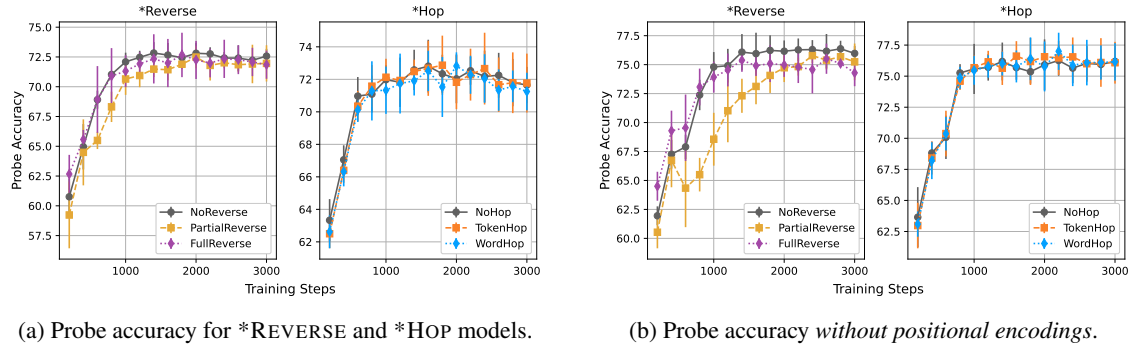 *Reverse
*Hop
*Reverse
*Hop
75.0
72.5
70.0
67.5
65.0
62.5
60.0
57.5
74
72
70
68
66
64
62
77.5
75.0
72.5
70.0
67.5
65.0
62.5
60.0
77.5
75.0
72.5
70.0
67.5
65.0
62.5
Probe Accuracy
Probe Accuracy
NoReverse
PartialReverse
FullReverse
NoHop
TokenHop
WordHop
NoReverse
PartialReverse
FullReverse
NoHop
TokenHop
WordHop
1000 2000 3000
1000 2000 3000
1000 2000 3000
1000 2000 3000
Training Steps
Training Steps
(a) Probe accuracy for *REVERSE and *HOP models.
(b) Probe accuracy without positional encodings.